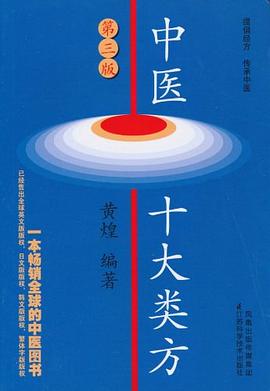 提倡经方 传承中医
中医
第三版
十大类方
黄煌 编著
一本畅销全球的中医图书
已经售出全球英文版版权、日文版版权、韩文版版权、繁体字版版权
凤凰出版传媒集团
江苏科学技术出版社